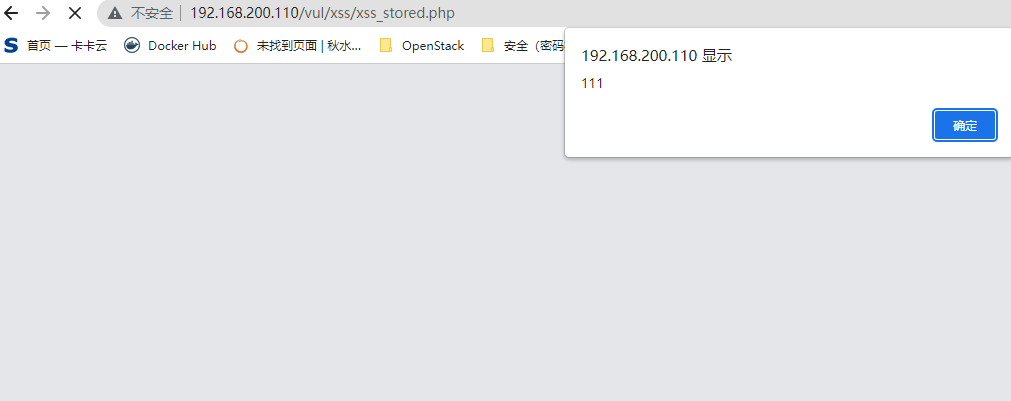 不安全 192.168.200.110/vul/xss/xss_stored.php
S 首页 — 卡卡云 Docker Hub 未找到页面 | 秋水... OpenStack 安全（密码
192.168.200.110 显示
111
确定